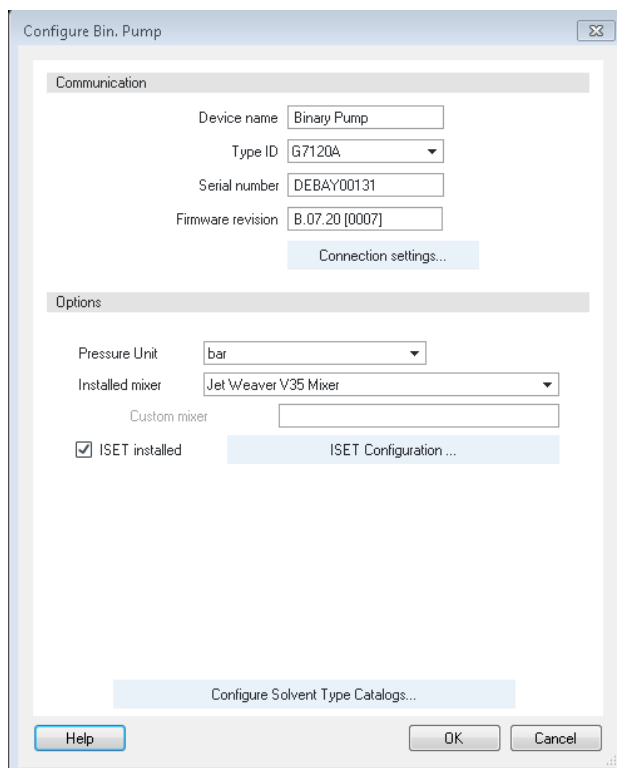 Configure Bin. Pump
Communication
Device name Binary Pump
Type ID G7120A
Serial number DEBAY00131
Firmware revision B.07.20 [0007]
Connection settings...
Options
Pressure Unit bar
Installed mixer Jet Weaver V35 Mixer
Custom mixer
ISET installed ISET Configuration ...
Configure Solvent Type Catalogs...
Help OK Cancel